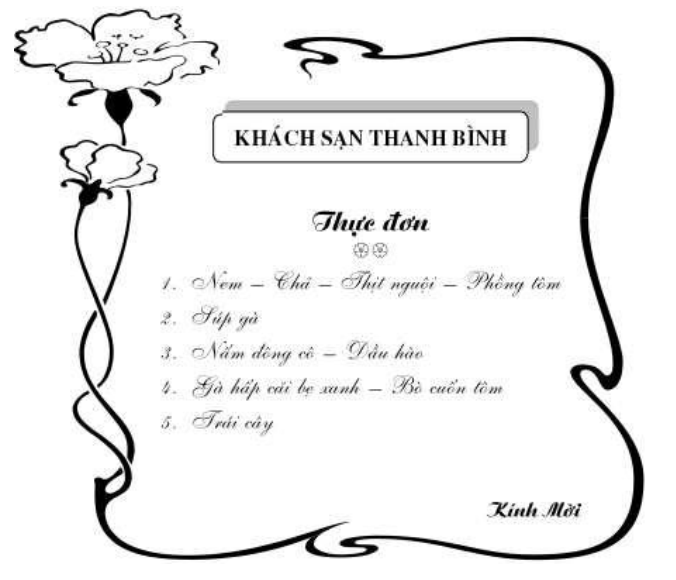 KHÁCH SẠN THANH BÌNH
Thực đơn
1. Nem – Chả – Thịt nguội – Phồng tôm
2. Súp gà
3. Nấm đông cô – Dầu hào
4. Gà hấp cải bẹ xanh – Bò cuốn tôm
5. Trái cây
Kính Mời